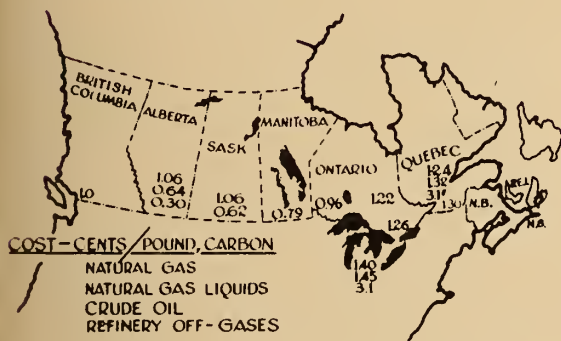 BRITISH
COLUMBIA
ALBERTA
SASK
MANITOBA
ONTARIO
QUEBEC
1.0
1.06
0.64
0.30
1.06
0.62
0.79
0.96
1.22
1.26
1.40
1.45
3.1
1.24
1.32
3.1
1.30
N.B.
COST-CENTS/POUND, CARBON
NATURAL GAS
NATURAL GAS LIQUIDS
CRUDE OIL
REFINERY OFF-GASES